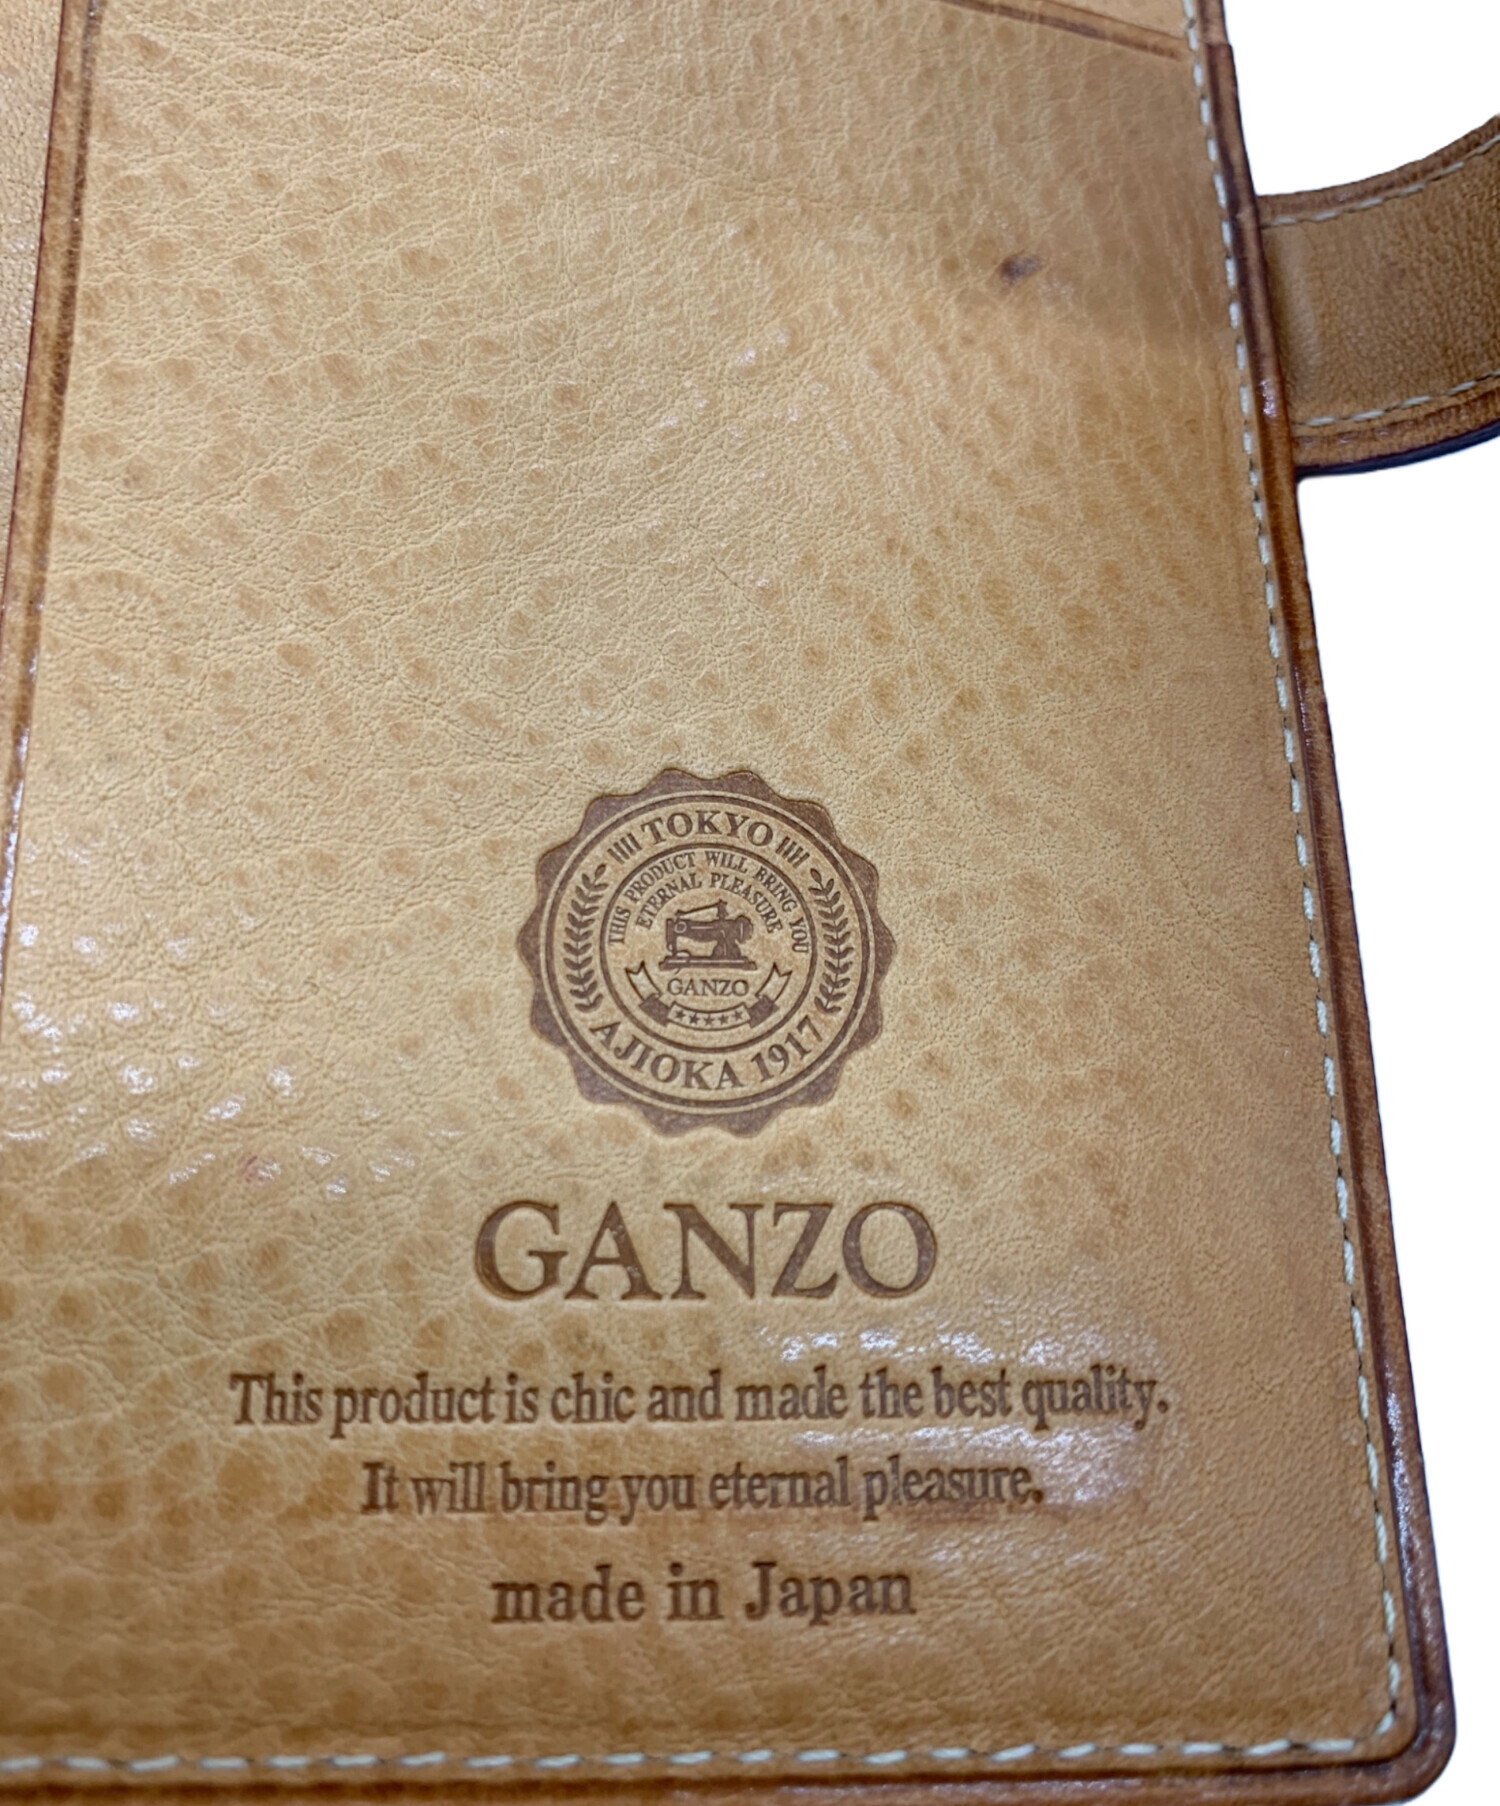 TOKYO
THIS PRODUCT WILL BRING YOU
ETERNAL PLEASURE
GANZO
AJIOKA 1917
GANZO
This product is chic and made the best quality.
It will bring you eternal pleasure.
made in Japan